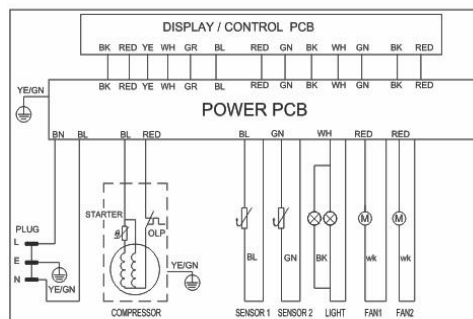 DISPLAY / CONTROL PCB
BK RED YE WH GR BL RED GN BK WH GN BK RED
BK RED YE WH GR BL RED GN BK WH GN BK RED
YE/GN
POWER PCB
BN BL BL RED BL GN WH RED RED
STARTER
OLP
PLUG
L
E
N
YE/GN
YE/GN
M M
BL GN BK wk wk
COMPRESSOR SENSOR 1 SENSOR 2 LIGHT FAN1 FAN2